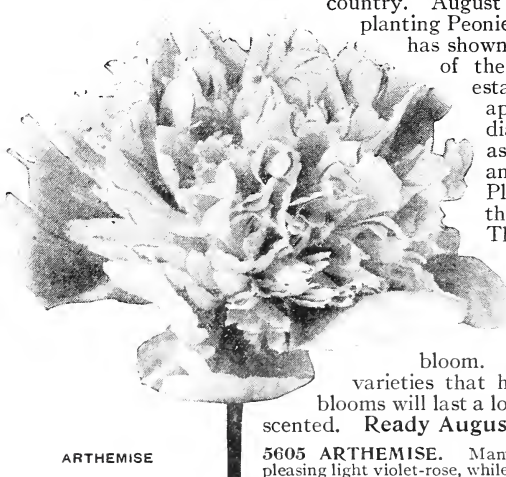 country. August
planting Peonie
has shown
of the
esta
ap
dia
as
an
Pl
th
Th
bloom.
varieties that h
blooms will last a lo
scented. Ready Augus
ARTHEMISE
5605 ARTHEMISE. Man
pleasing light violet-rose, while